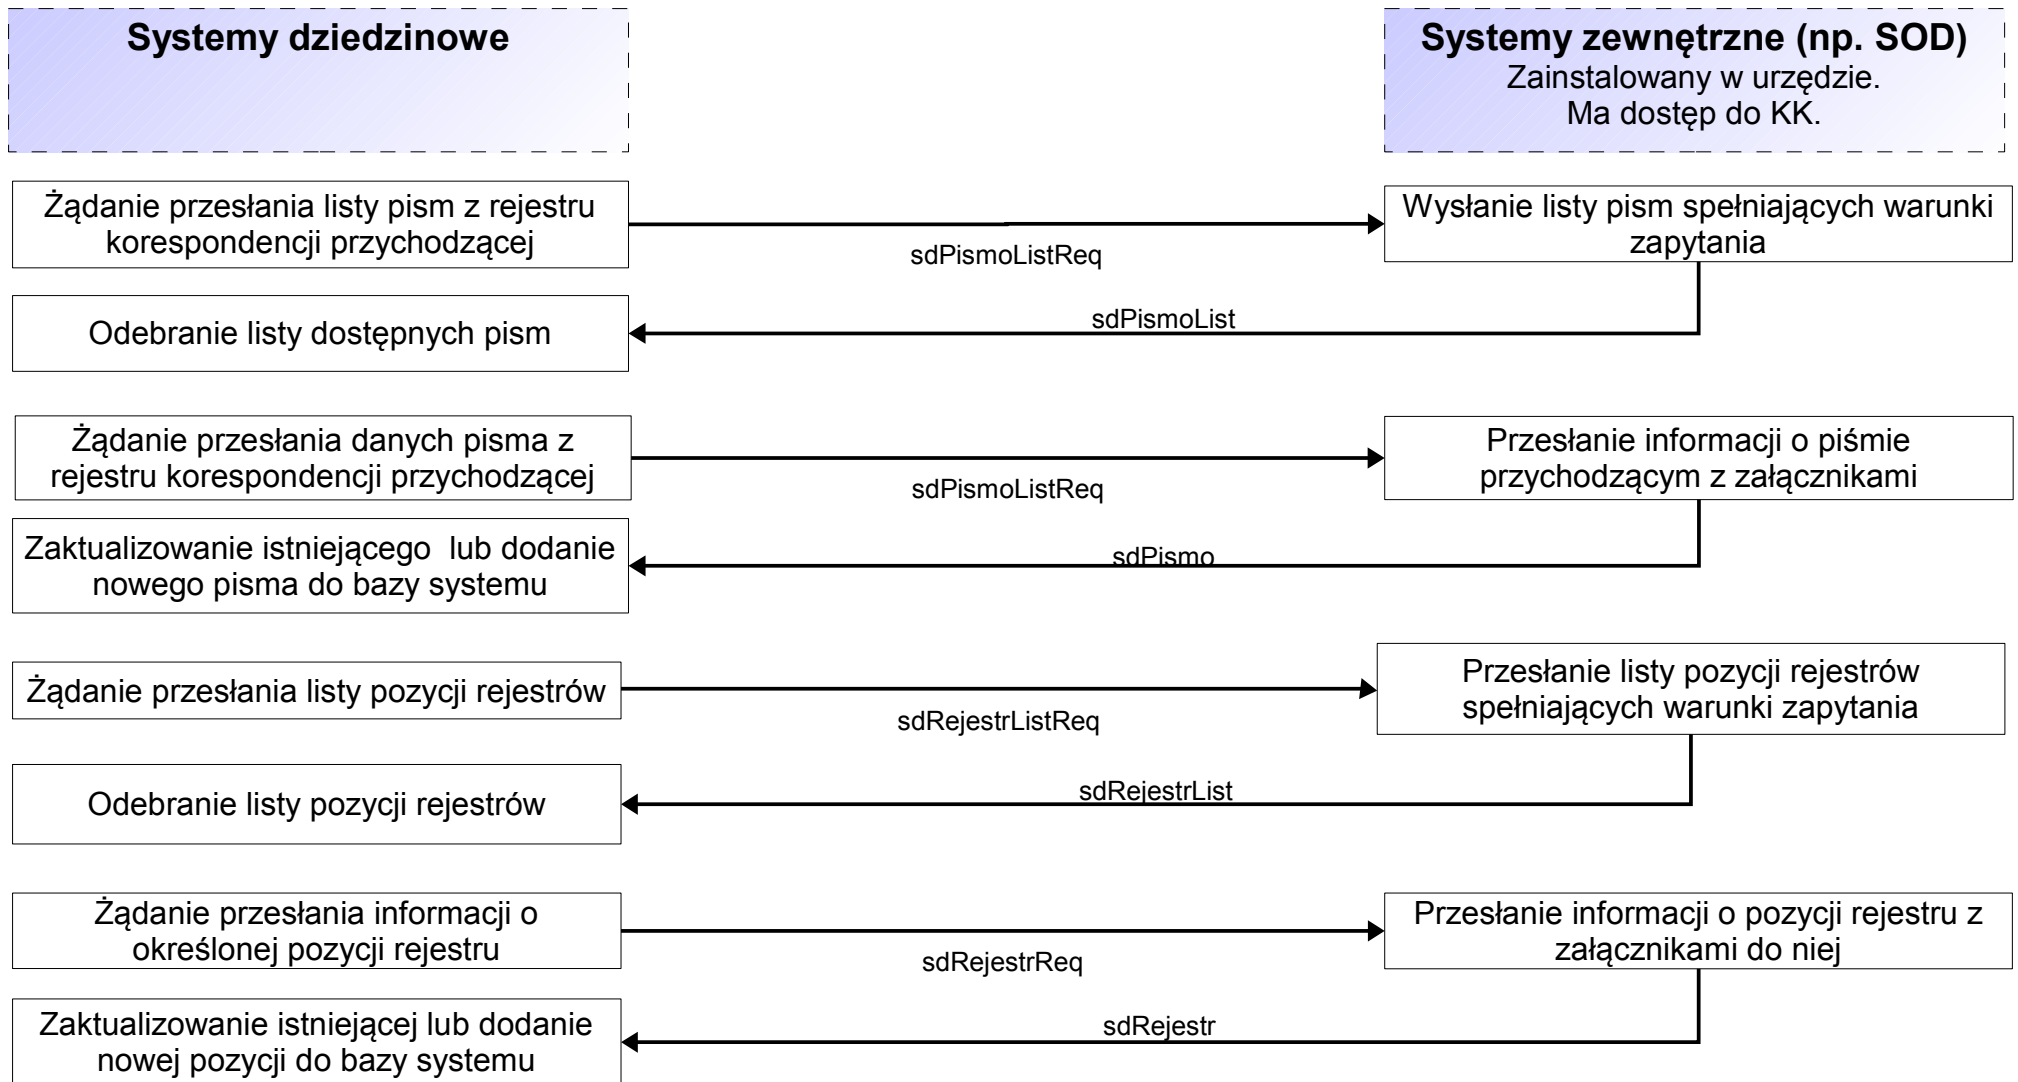 Systemy dziedzinowe
Systemy zewnętrzne (np. SOD)
Zainstalowany w urzędzie.
Ma dostęp do KK.
Żądanie przesłania listy pism z rejestru
korespondencji przychodzącej
sdPismoListReq
Wysłanie listy pism spełniających warunki
zapytania
Odebranie listy dostępnych pism
sdPismoList
Żądanie przesłania danych pisma z
rejestru korespondencji przychodzącej
sdPismoListReq
Przesłanie informacji o piśmie
przychodzącym z załącznikami
Zaktualizowanie istniejącego  lub dodanie
nowego pisma do bazy systemu
sdPismo
Żądanie przesłania listy pozycji rejestrów
sdRejestrListReq
Przesłanie listy pozycji rejestrów
spełniających warunki zapytania
Odebranie listy pozycji rejestrów
sdRejestrList
Żądanie przesłania informacji o
określonej pozycji rejestru
sdRejestrReq
Przesłanie informacji o pozycji rejestru z
załącznikami do niej
Zaktualizowanie istniejącej lub dodanie
nowej pozycji do bazy systemu
sdRejestr